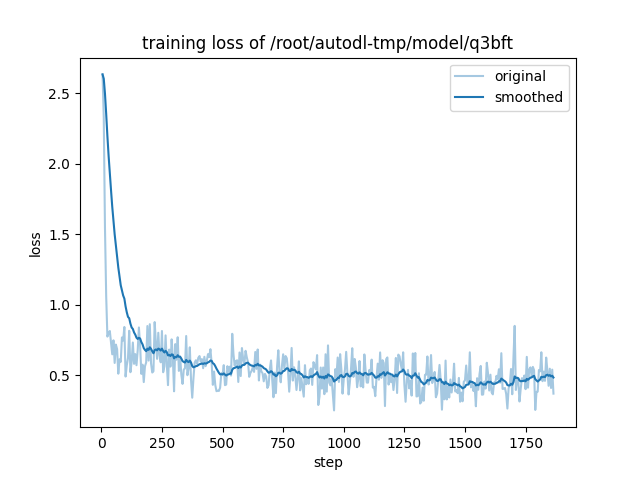 training loss of /root/autodl-tmp/model/q3bft
original
smoothed
loss
2.5
2.0
1.5
1.0
0.5
0 250 500 750 1000 1250 1500 1750
step